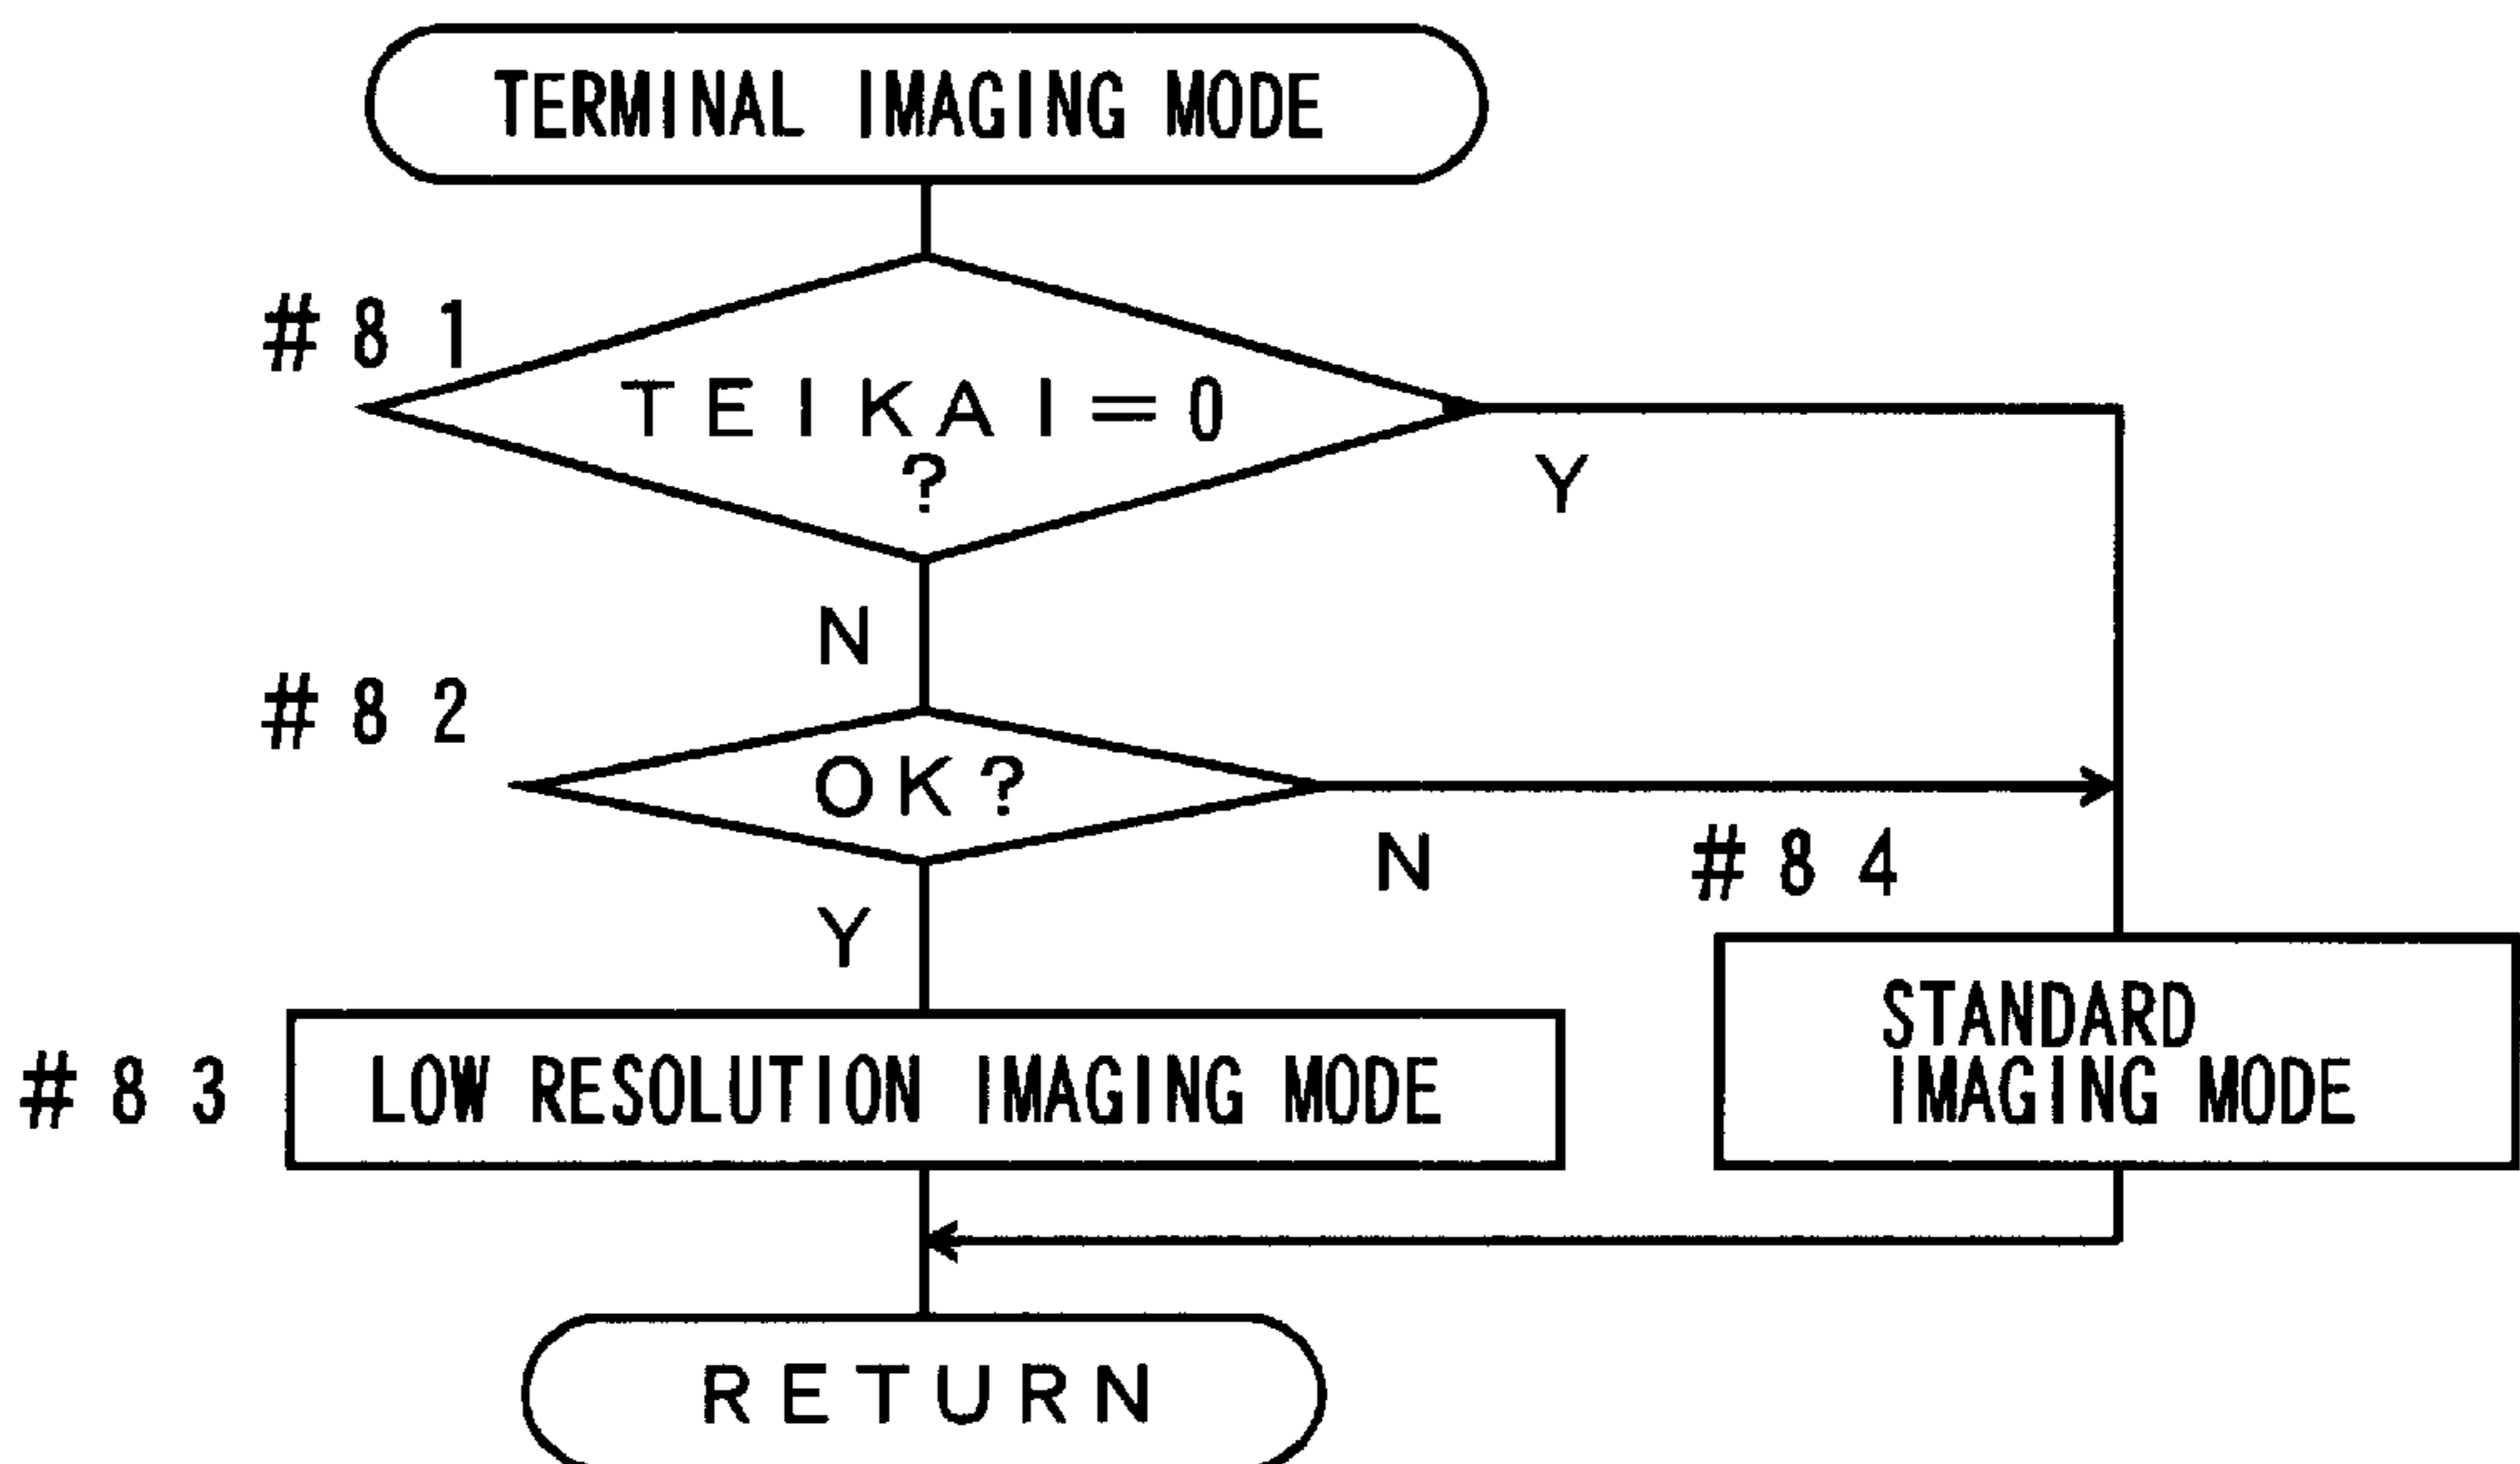 TERMINAL IMAGING MODE
#81
TEIKAI=0
?
Y
N
#82
OK?
N
#84
Y
STANDARD
IMAGING MODE
#83
LOW RESOLUTION IMAGING MODE
RETURN